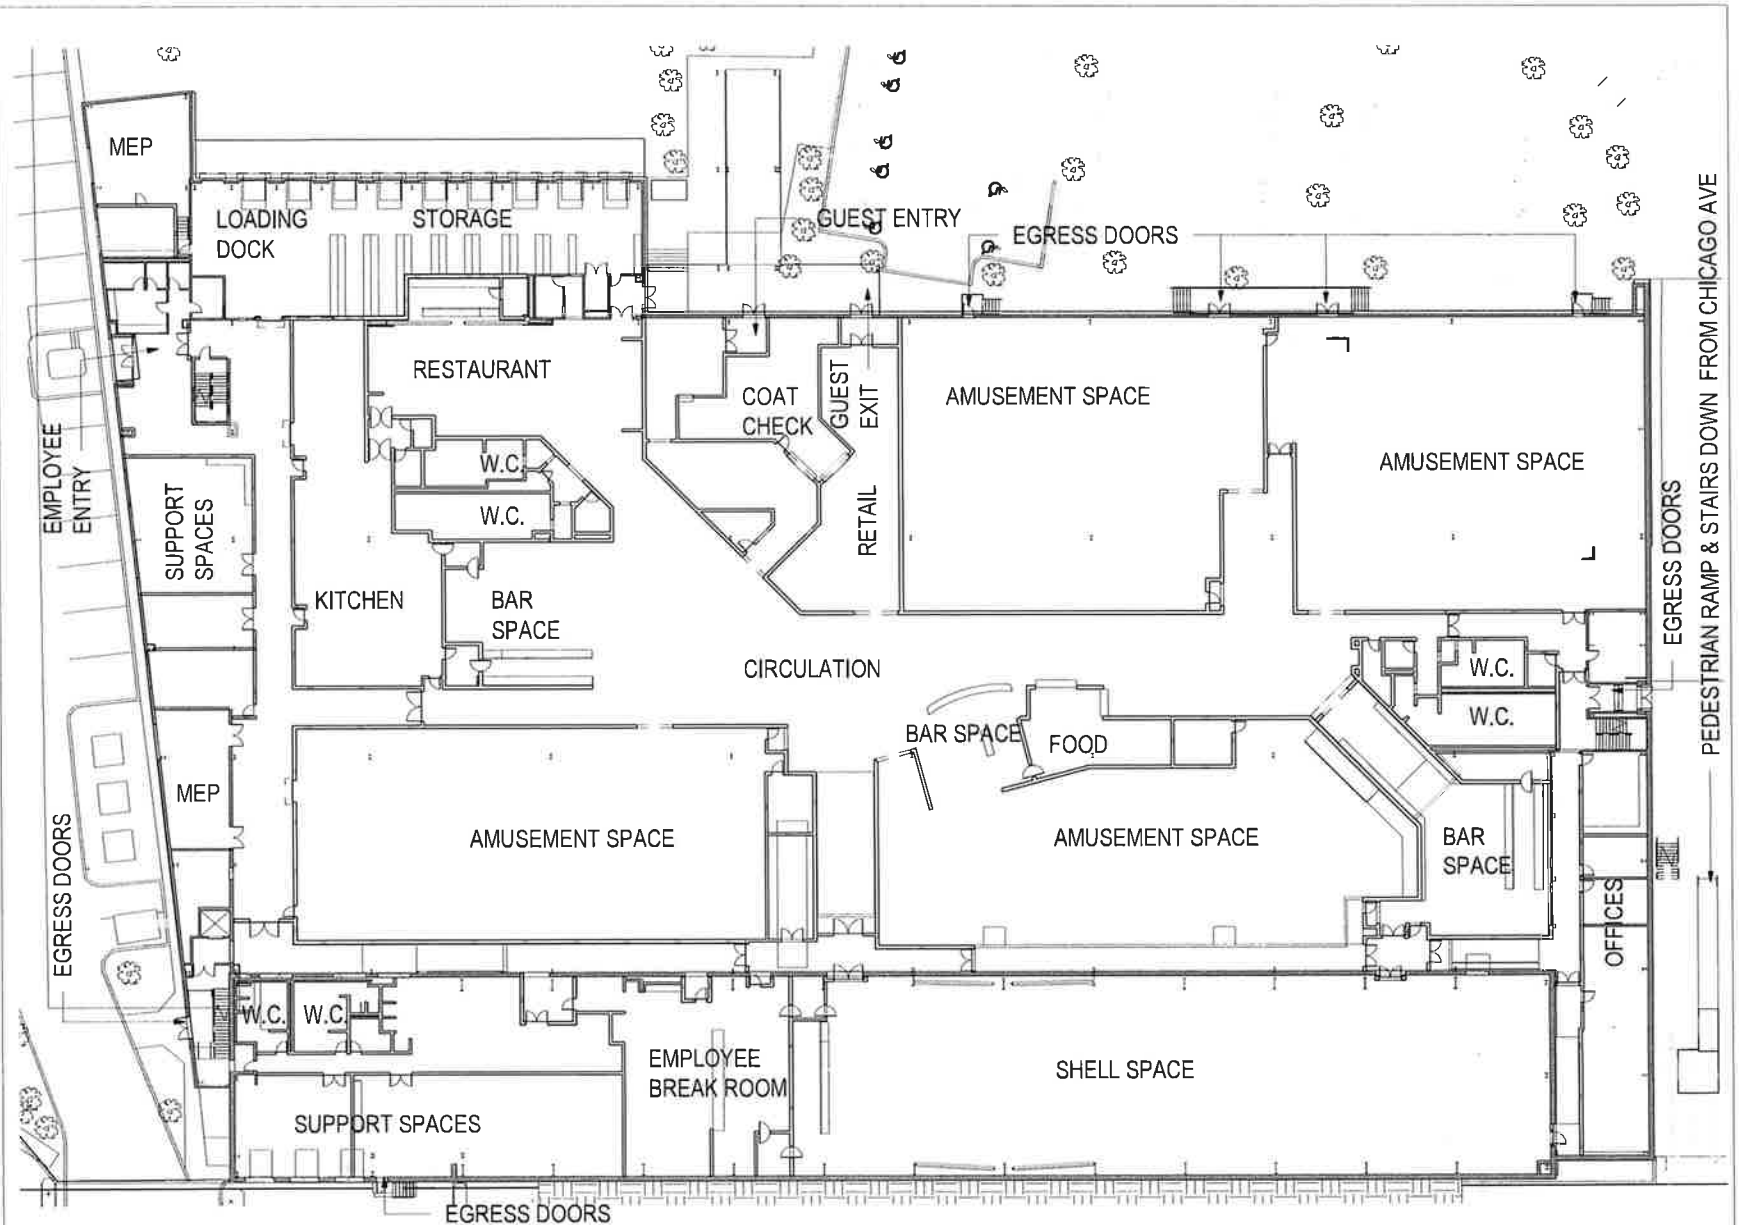 MEP
LOADING
DOCK
STORAGE
GUEST ENTRY
EGRESS DOORS
PEDESTRIAN RAMP & STAIRS DOWN FROM CHICAGO AVE
RESTAURANT
COAT
CHECK
GUEST
EXIT
AMUSEMENT SPACE
AMUSEMENT SPACE
EMPLOYEE
ENTRY
SUPPORT
SPACES
W.C.
W.C.
RETAIL
EGRESS DOORS
KITCHEN
BAR
SPACE
CIRCULATION
W.C.
W.C.
BAR SPACE
FOOD
MEP
AMUSEMENT SPACE
AMUSEMENT SPACE
BAR
SPACE
EGRESS DOORS
OFFICES
W.C.
W.C.
EMPLOYEE
BREAK ROOM
SHELL SPACE
SUPPORT SPACES
EGRESS DOORS